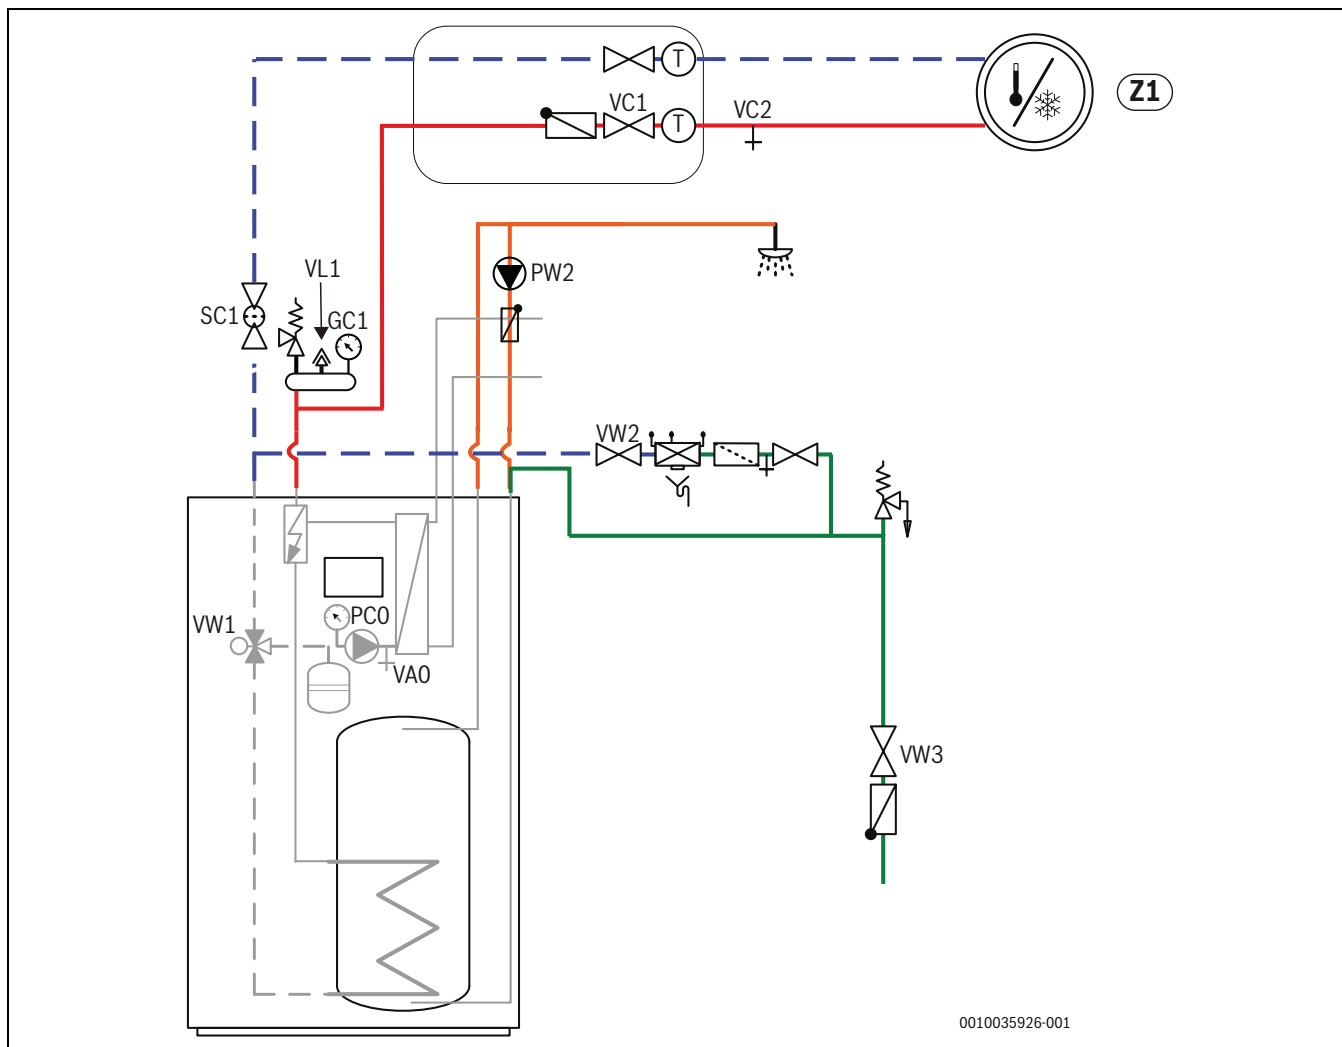 T
Z1
VC1
VC2
T
VL1
PW2
SC1
GC1
VW2
PC0
VW1
VA0
VW3
0010035926-001